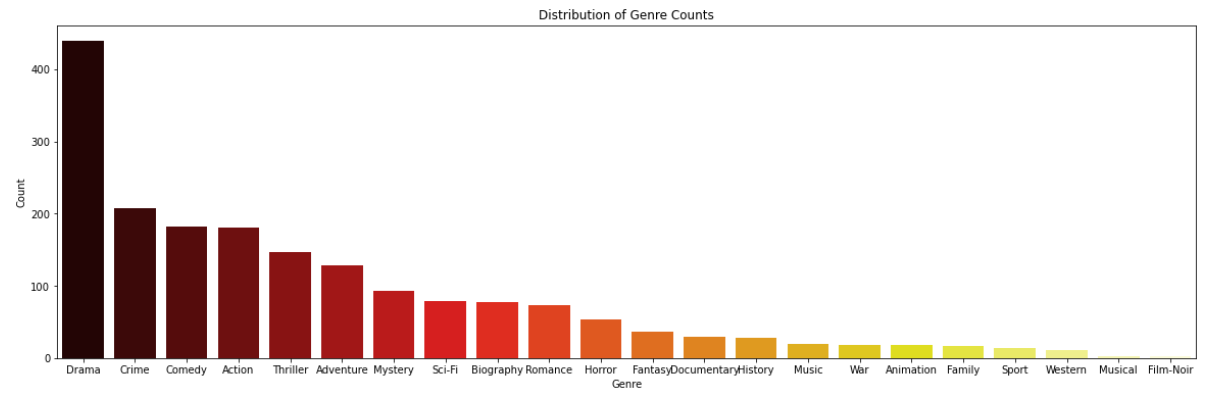 Distribution of Genre Counts
400
300
200
100
0
Count
Drama Crime Comedy Action Thriller Adventure Mystery Sci-Fi Biography Romance Horror Fantasy Documentary History Music War Animation Family Sport Western Musical Film-Noir
Genre